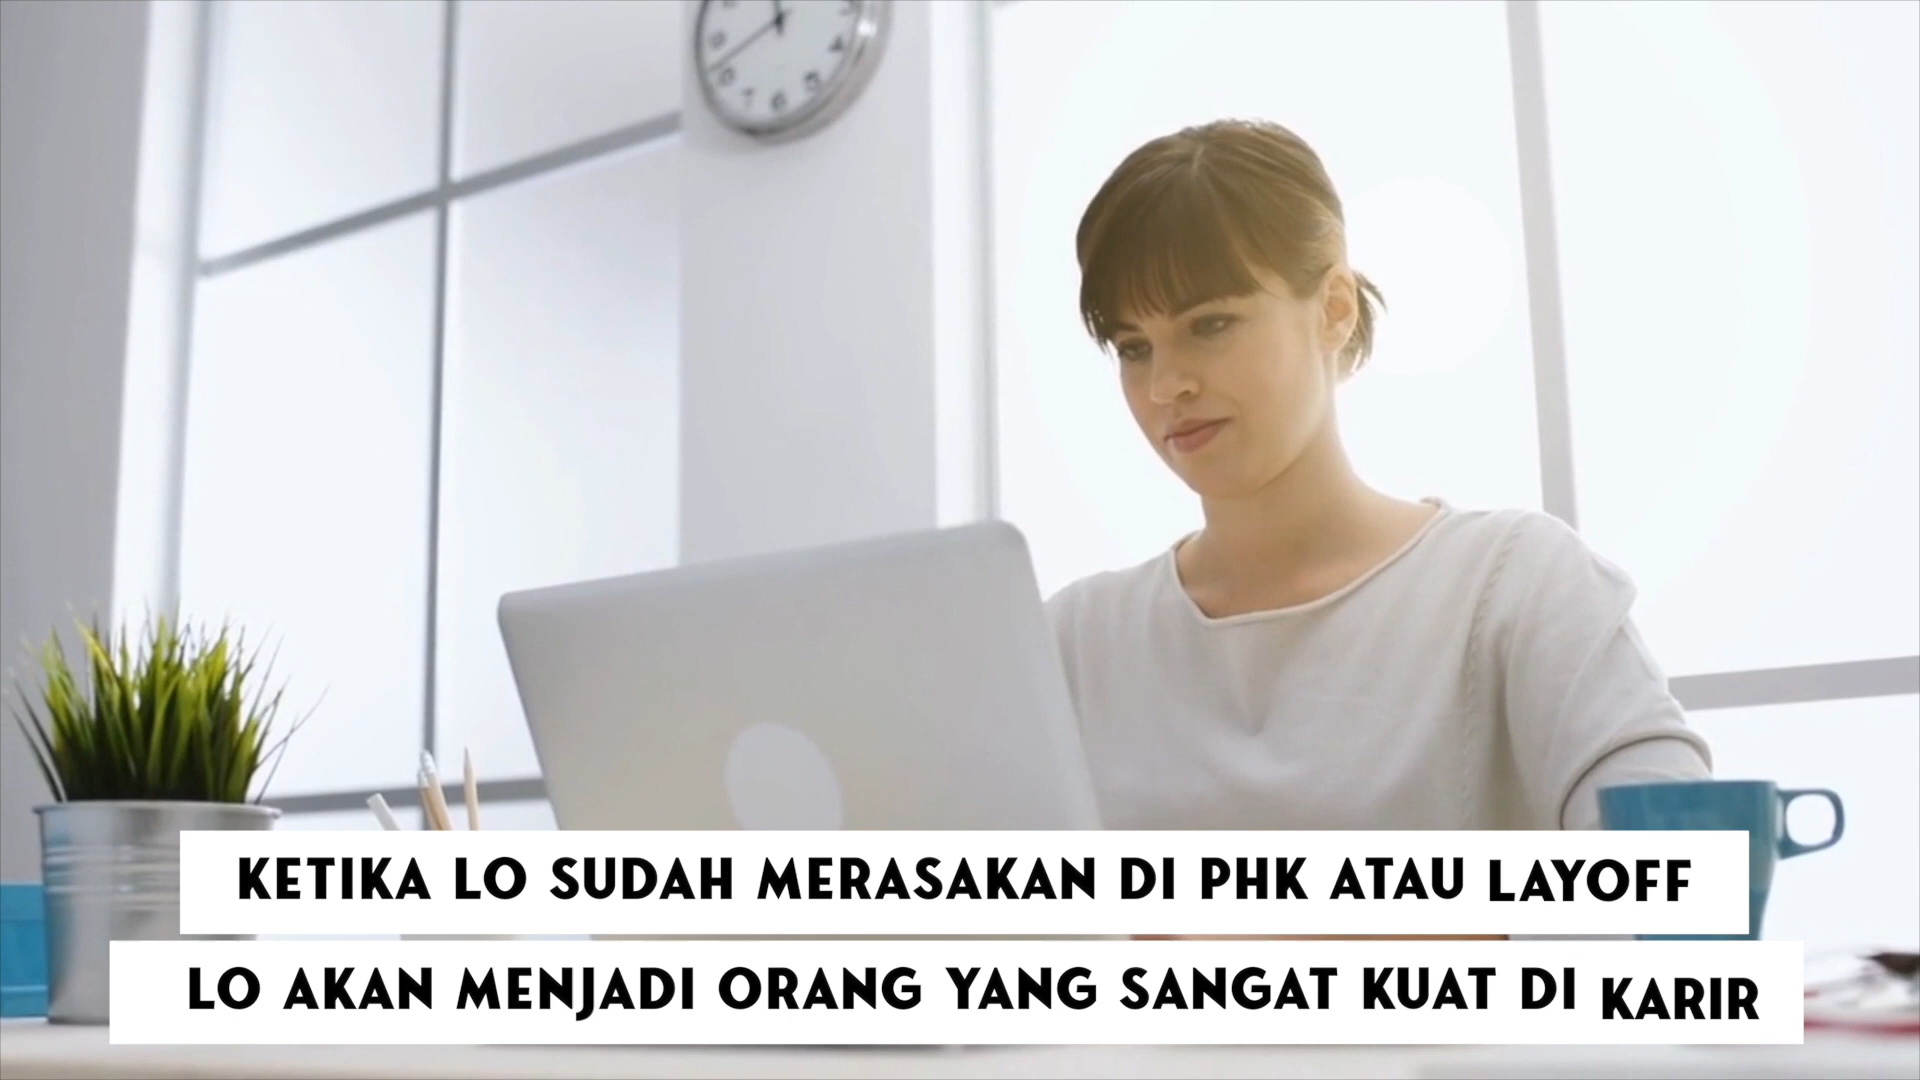 KETIKA LO SUDAH MERASAKAN DI PHK ATAU LAYOFF
LO AKAN MENJADI ORANG YANG SANGAT KUAT DI KARIR